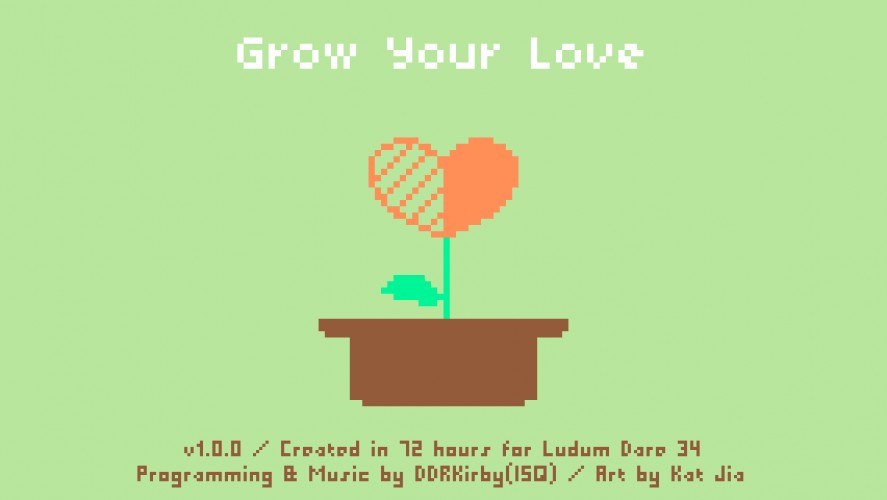 Grow Your Love
v1.0.0 / Created in 72 hours for Ludum Dare 34
Programming & Music by DDRKirby(ISQ) / Art by Kat Jia